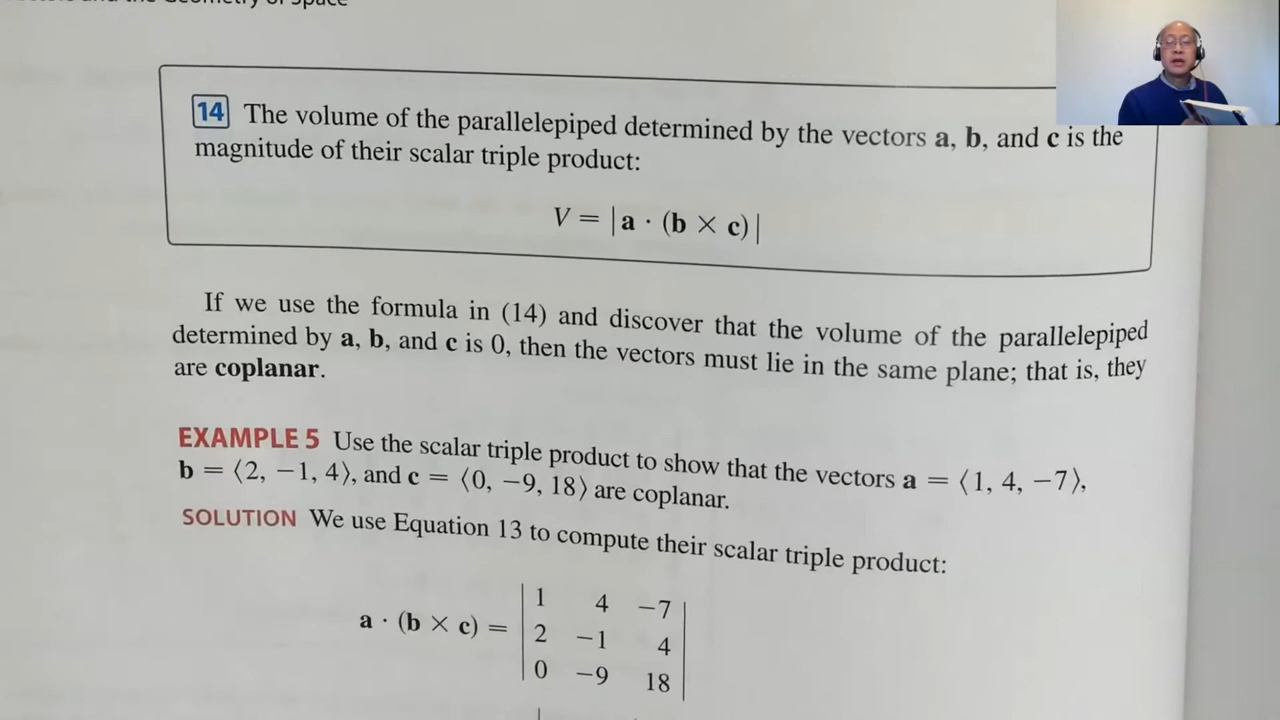 and the Geometry of Space
14 The volume of the parallelepiped determined by the vectors a, b, and c is the
magnitude of their scalar triple product:
V = |a · (b × c)|
If we use the formula in (14) and discover that the volume of the parallelepiped
determined by a, b, and c is 0, then the vectors must lie in the same plane; that is, they
are coplanar.
EXAMPLE 5 Use the scalar triple product to show that the vectors a = ⟨1, 4, −7⟩,
b = ⟨2, −1, 4⟩, and c = ⟨0, −9, 18⟩ are coplanar.
SOLUTION We use Equation 13 to compute their scalar triple product:
a · (b × c) = | 1 4 −7 |
| 2 −1 4 |
| 0 −9 18 |